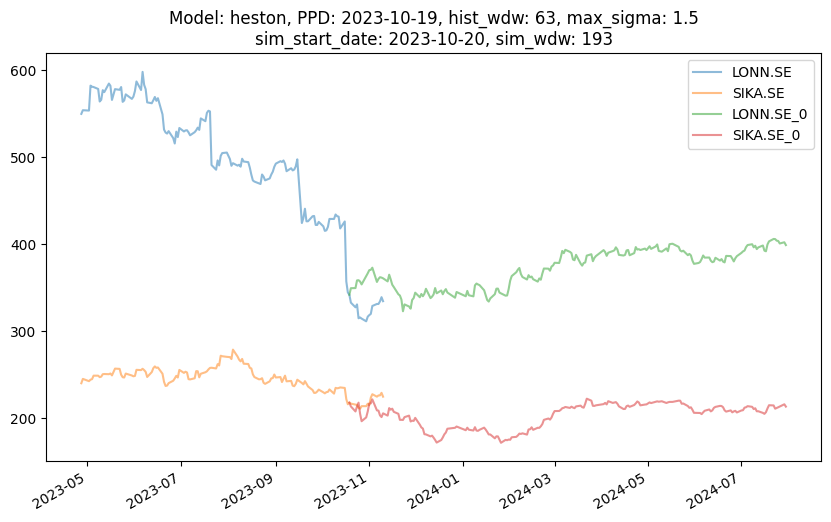 Model: heston, PPD: 2023-10-19, hist_wdw: 63, max_sigma: 1.5
sim_start_date: 2023-10-20, sim_wdw: 193
LONN.SE
SIKA.SE
LONN.SE_0
SIKA.SE_0
600
500
400
300
200
2023-05
2023-07
2023-09
2023-11
2024-01
2024-03
2024-05
2024-07